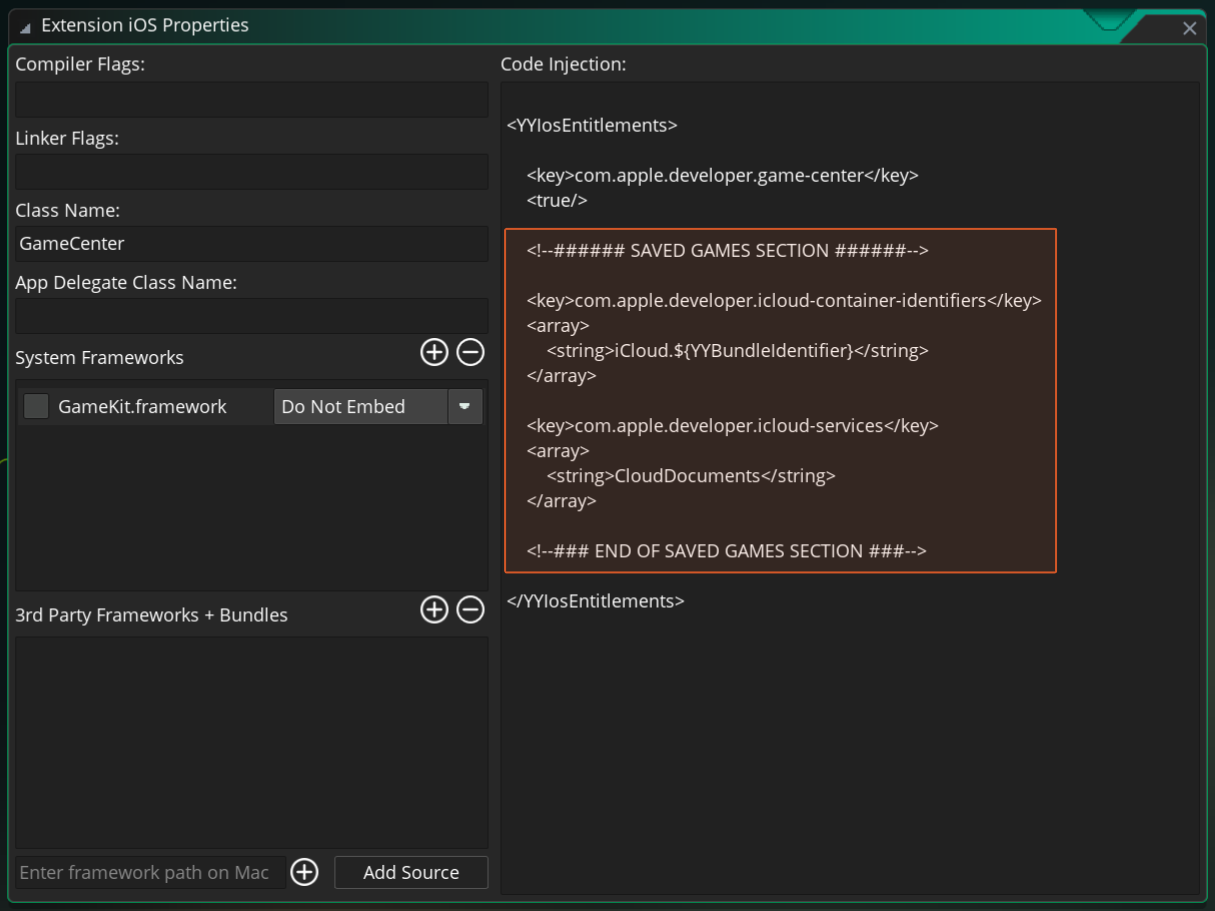 Extension iOS Properties
Compiler Flags:
Linker Flags:
Class Name:
GameCenter
App Delegate Class Name:
System Frameworks
GameKit.framework
Do Not Embed
3rd Party Frameworks + Bundles
Enter framework path on Mac
Add Source
Code Injection:
<YYIosEntitlements>
<key>com.apple.developer.game-center</key>
<true/>
<!--###### SAVED GAMES SECTION ######-->
<key>com.apple.developer.icloud-container-identifiers</key>
<array>
<string>iCloud.${YYBundleIdentifier}</string>
</array>
<key>com.apple.developer.icloud-services</key>
<array>
<string>CloudDocuments</string>
</array>
<!--### END OF SAVED GAMES SECTION ###-->
</YYIosEntitlements>